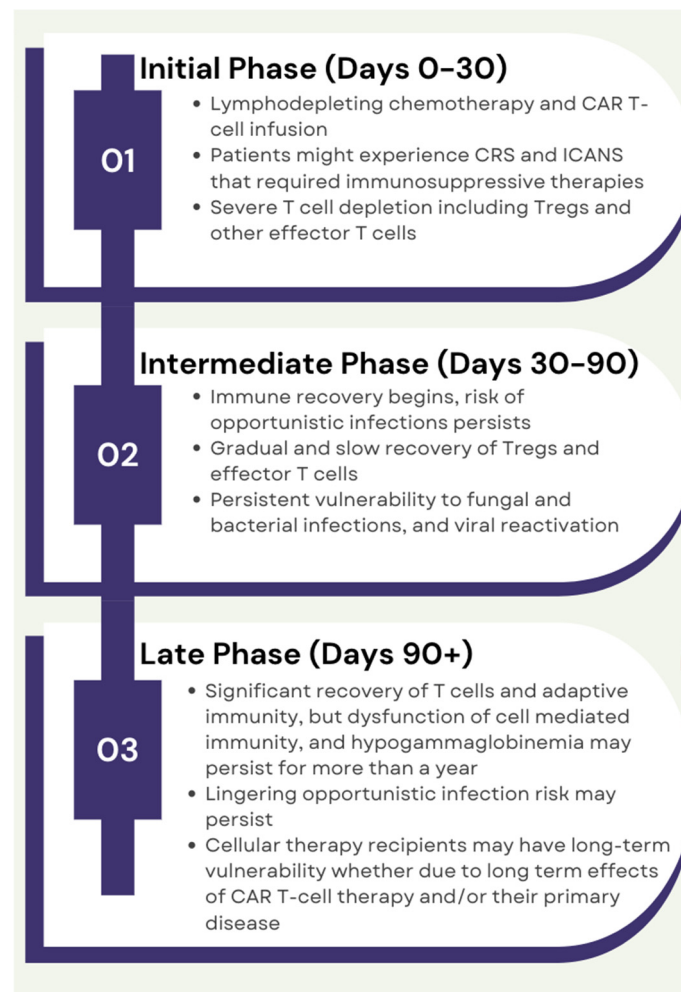 Initial Phase (Days 0–30)
• Lymphodepleting chemotherapy and CAR T-
cell infusion
01
• Patients might experience CRS and ICANS
that required immunosuppressive therapies
• Severe T cell depletion including Tregs and
other effector T cells
Intermediate Phase (Days 30–90)
• Immune recovery begins, risk of
opportunistic infections persists
02
• Gradual and slow recovery of Tregs and
effector T cells
• Persistent vulnerability to fungal and
bacterial infections, and viral reactivation
Late Phase (Days 90+)
• Significant recovery of T cells and adaptive
immunity, but dysfunction of cell mediated
03
immunity, and hypogammaglobinemia may
persist for more than a year
• Lingering opportunistic infection risk may
persist
• Cellular therapy recipients may have long-term
vulnerability whether due to long term effects
of CAR T-cell therapy and/or their primary
disease